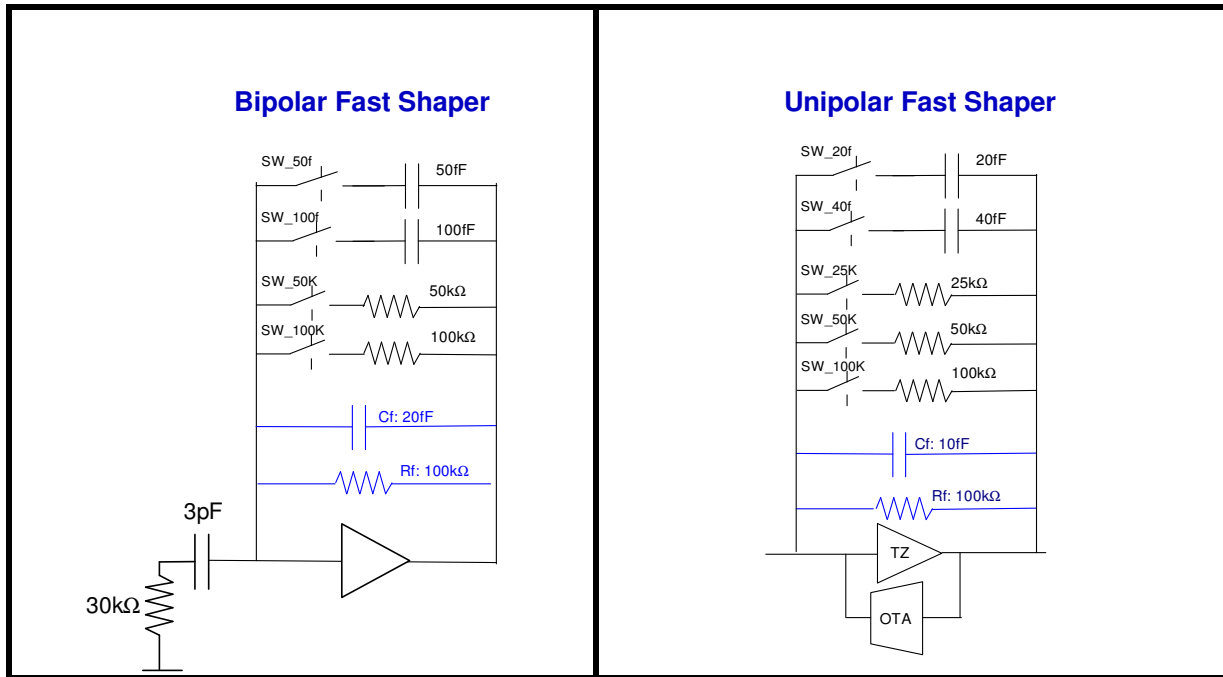 Bipolar Fast Shaper
SW_50f
50fF
SW_100f
100fF
SW_50K
50kΩ
SW_100K
100kΩ
Cf: 20fF
Rf: 100kΩ
3pF
30kΩ
Unipolar Fast Shaper
SW_20f
20fF
SW_40f
40fF
SW_25K
25kΩ
SW_50K
50kΩ
SW_100K
100kΩ
Cf: 10fF
Rf: 100kΩ
TZ
OTA